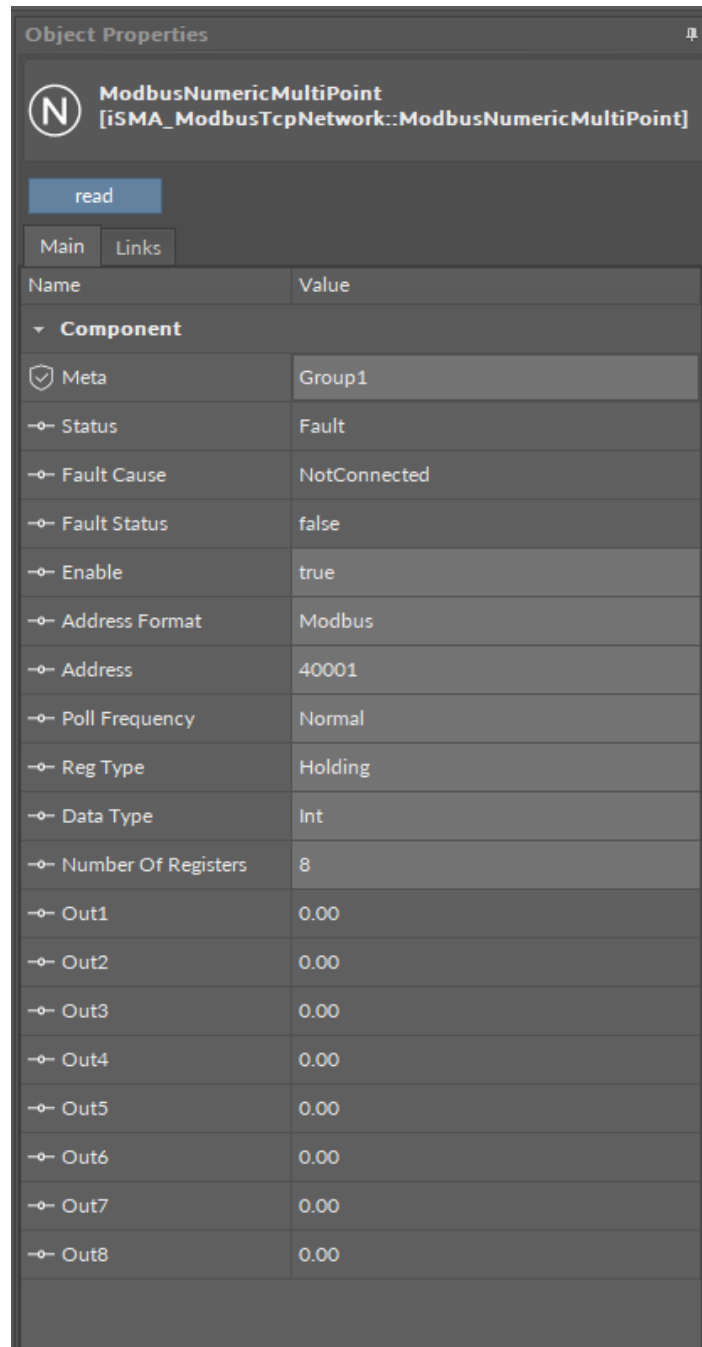 Object Properties
N
ModbusNumericMultiPoint
[iSMA_ModbusTcpNetwork::ModbusNumericMultiPoint]
read
Main Links
Name Value
Component
Meta Group1
Status Fault
Fault Cause NotConnected
Fault Status false
Enable true
Address Format Modbus
Address 40001
Poll Frequency Normal
Reg Type Holding
Data Type Int
Number Of Registers 8
Out1 0.00
Out2 0.00
Out3 0.00
Out4 0.00
Out5 0.00
Out6 0.00
Out7 0.00
Out8 0.00